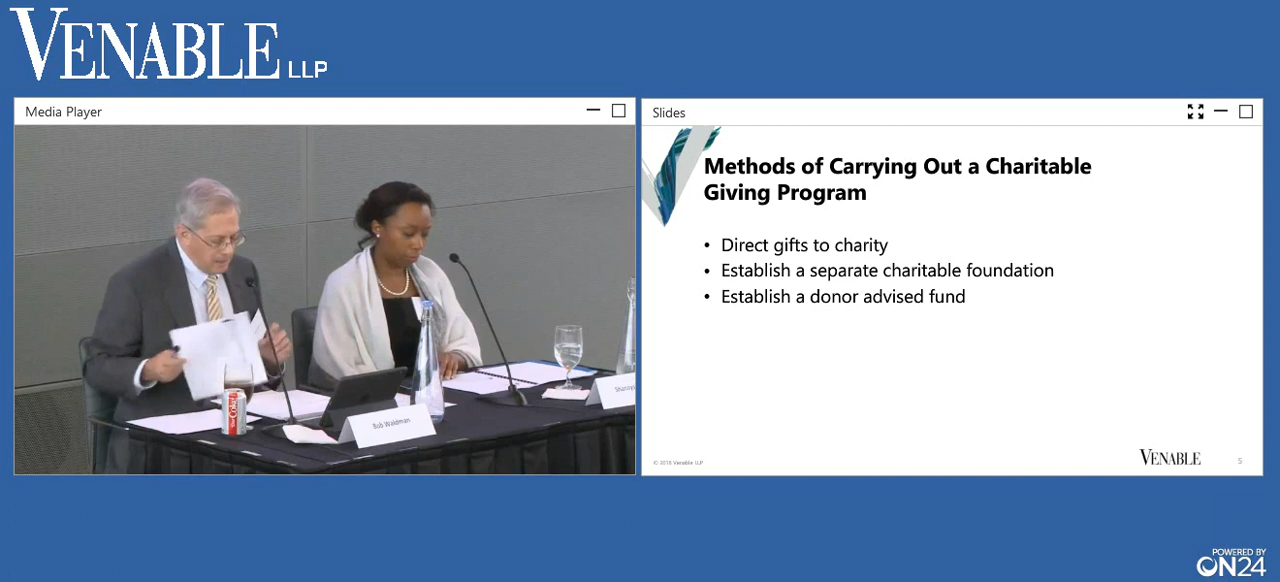 VENABLE LLP
Media Player
Slides
Methods of Carrying Out a Charitable
Giving Program
• Direct gifts to charity
• Establish a separate charitable foundation
• Establish a donor advised fund
Coke
Bob Waldman
© 2018 Venable LLP
VENABLE
5
POWERED BY
ON24